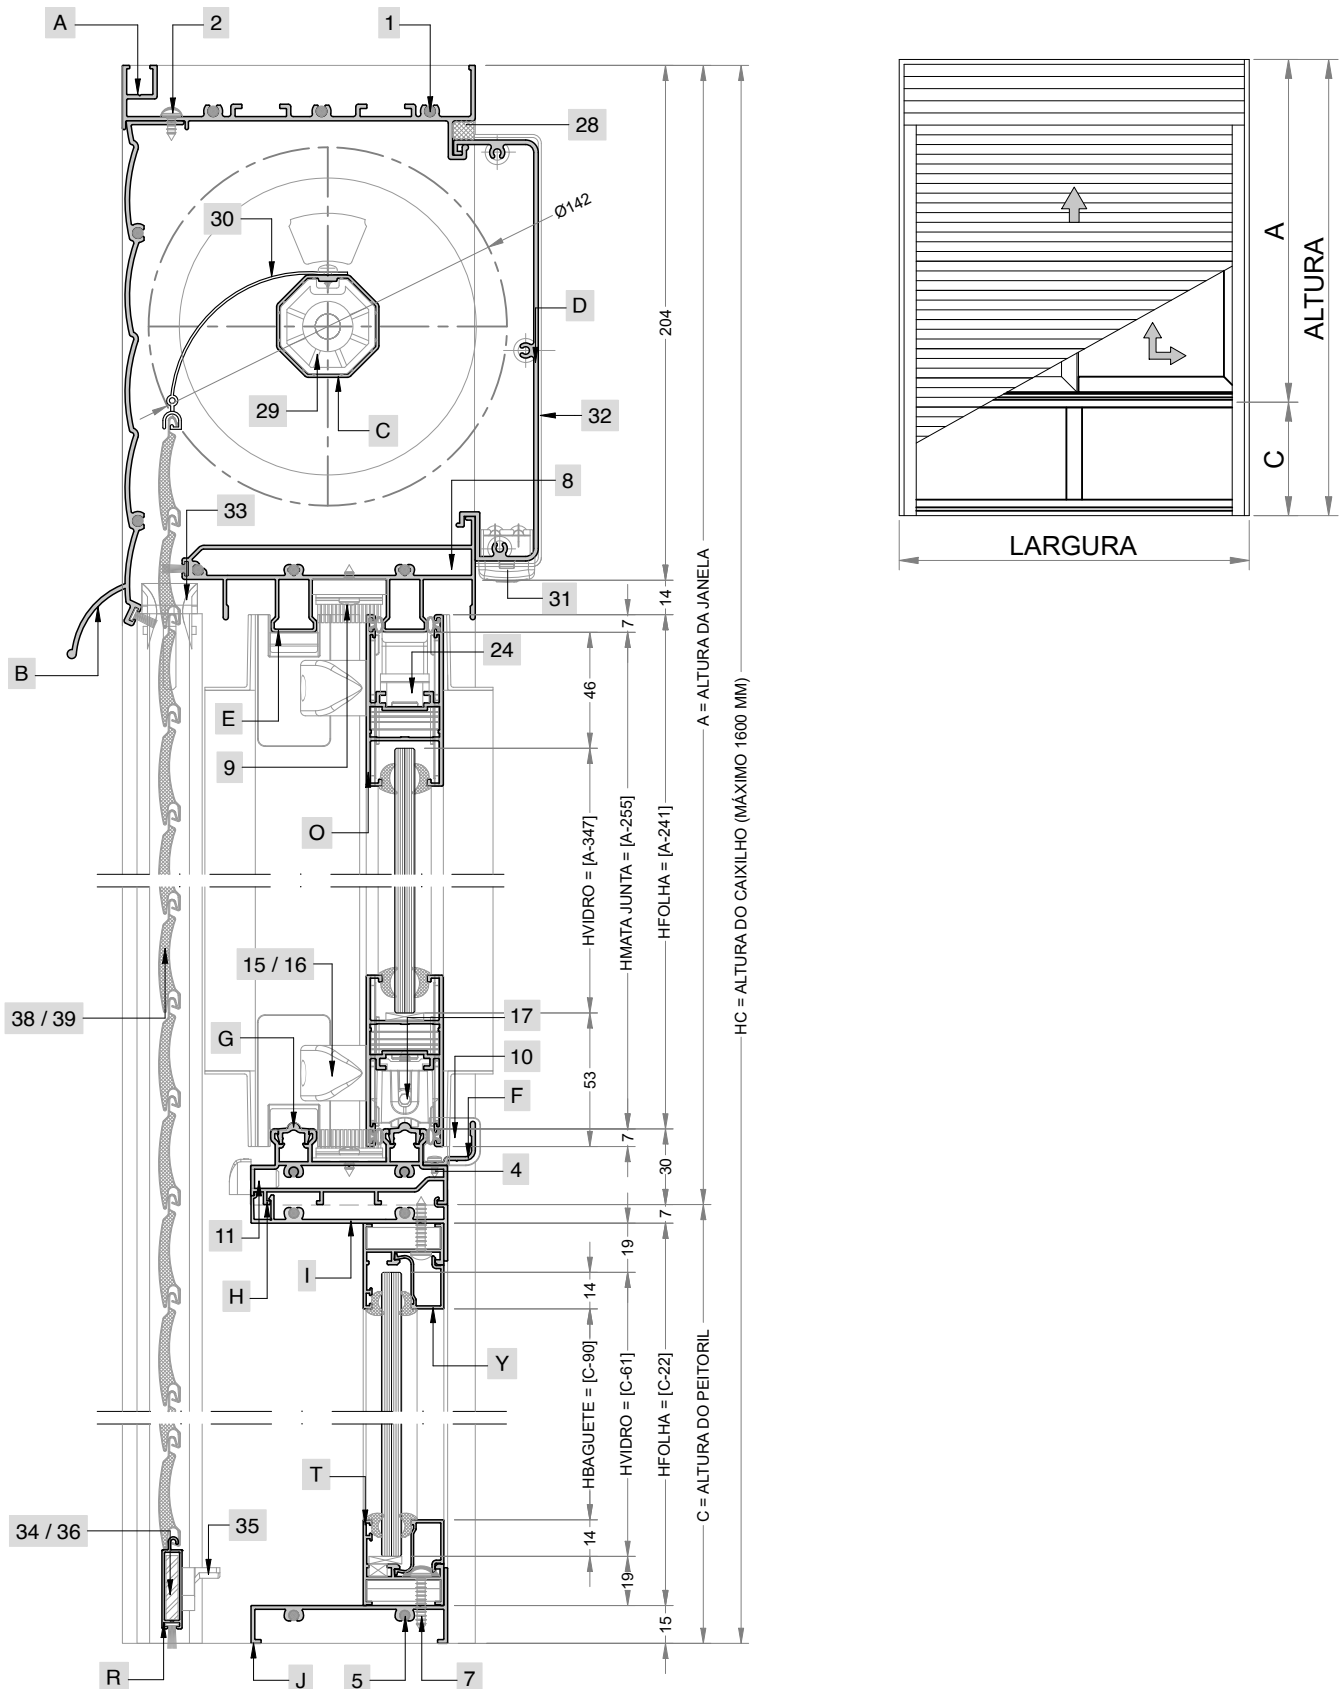 A
2
1
28
30
Ø142
D
29
C
32
8
33
31
B
E
24
9
O
15 / 16
38 / 39
G
17
10
F
4
11
H
I
Y
T
34 / 36
35
R
J
5
7
204
14
7
46
HVIDRO = [A-347]
53
HMATA JUNTA = [A-255]
7
HFOLHA = [A-241]
30
7
19
14
HBAGUETE = [C-90]
14
HVIDRO = [C-61]
19
HFOLHA = [C-22]
15
A = ALTURA DA JANELA
C = ALTURA DO PEITORIL
HC = ALTURA DO CAIXILHO (MÁXIMO 1600 MM)
A
C
ALTURA
LARGURA